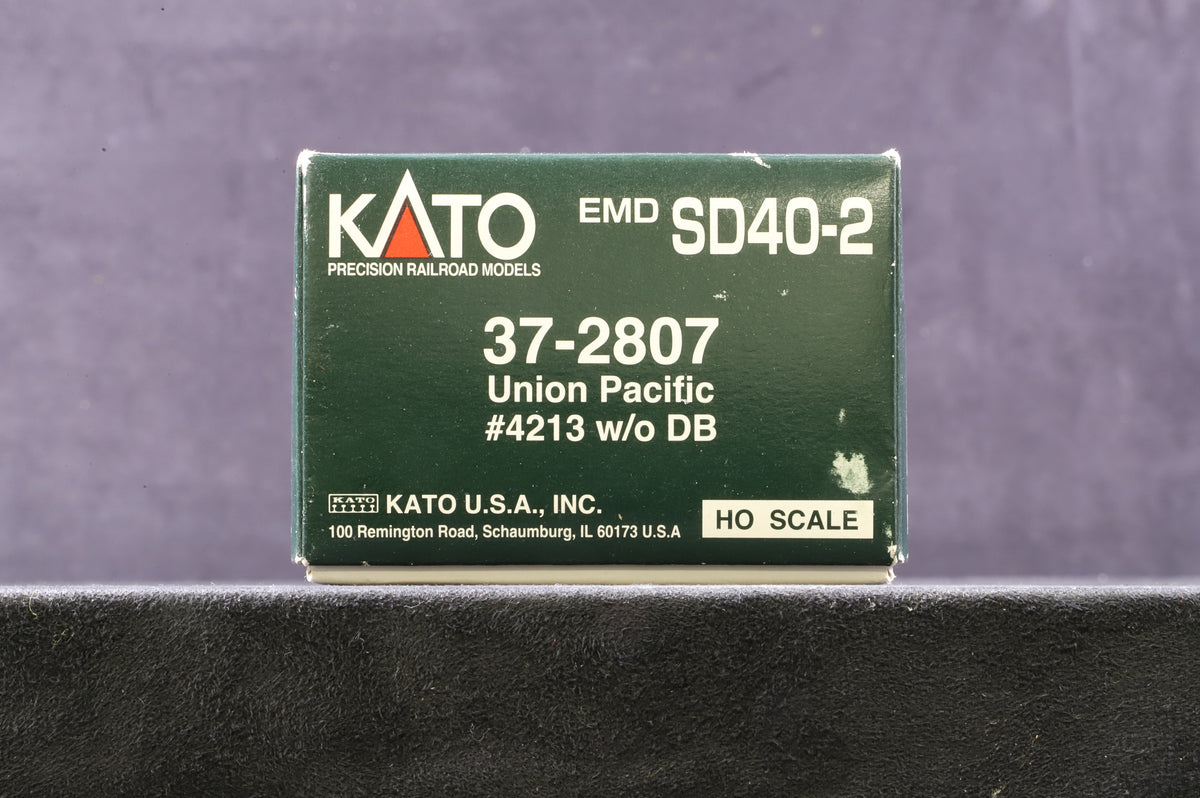 KATO
PRECISION RAILROAD MODELS
EMD SD40-2
37-2807
Union Pacific
#4213 w/o DB
KATO KATO U.S.A., INC.
100 Remington Road, Schaumburg, IL 60173 U.S.A
HO SCALE